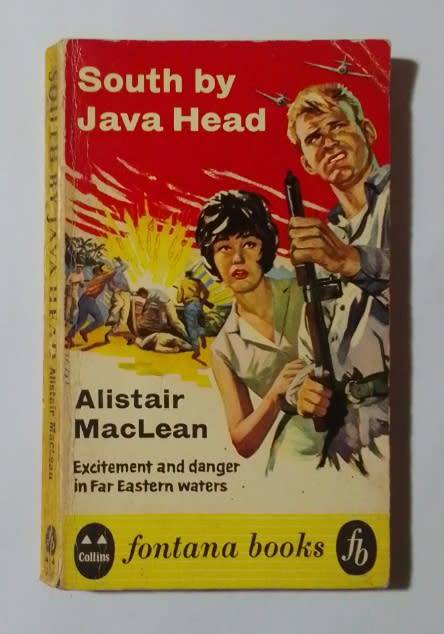 South by
Java Head
Alistair
MacLean
Excitement and danger
in Far Eastern waters
Collins
fontana books
fb
SOUTH BY JAVA HEAD Alistair MacLean